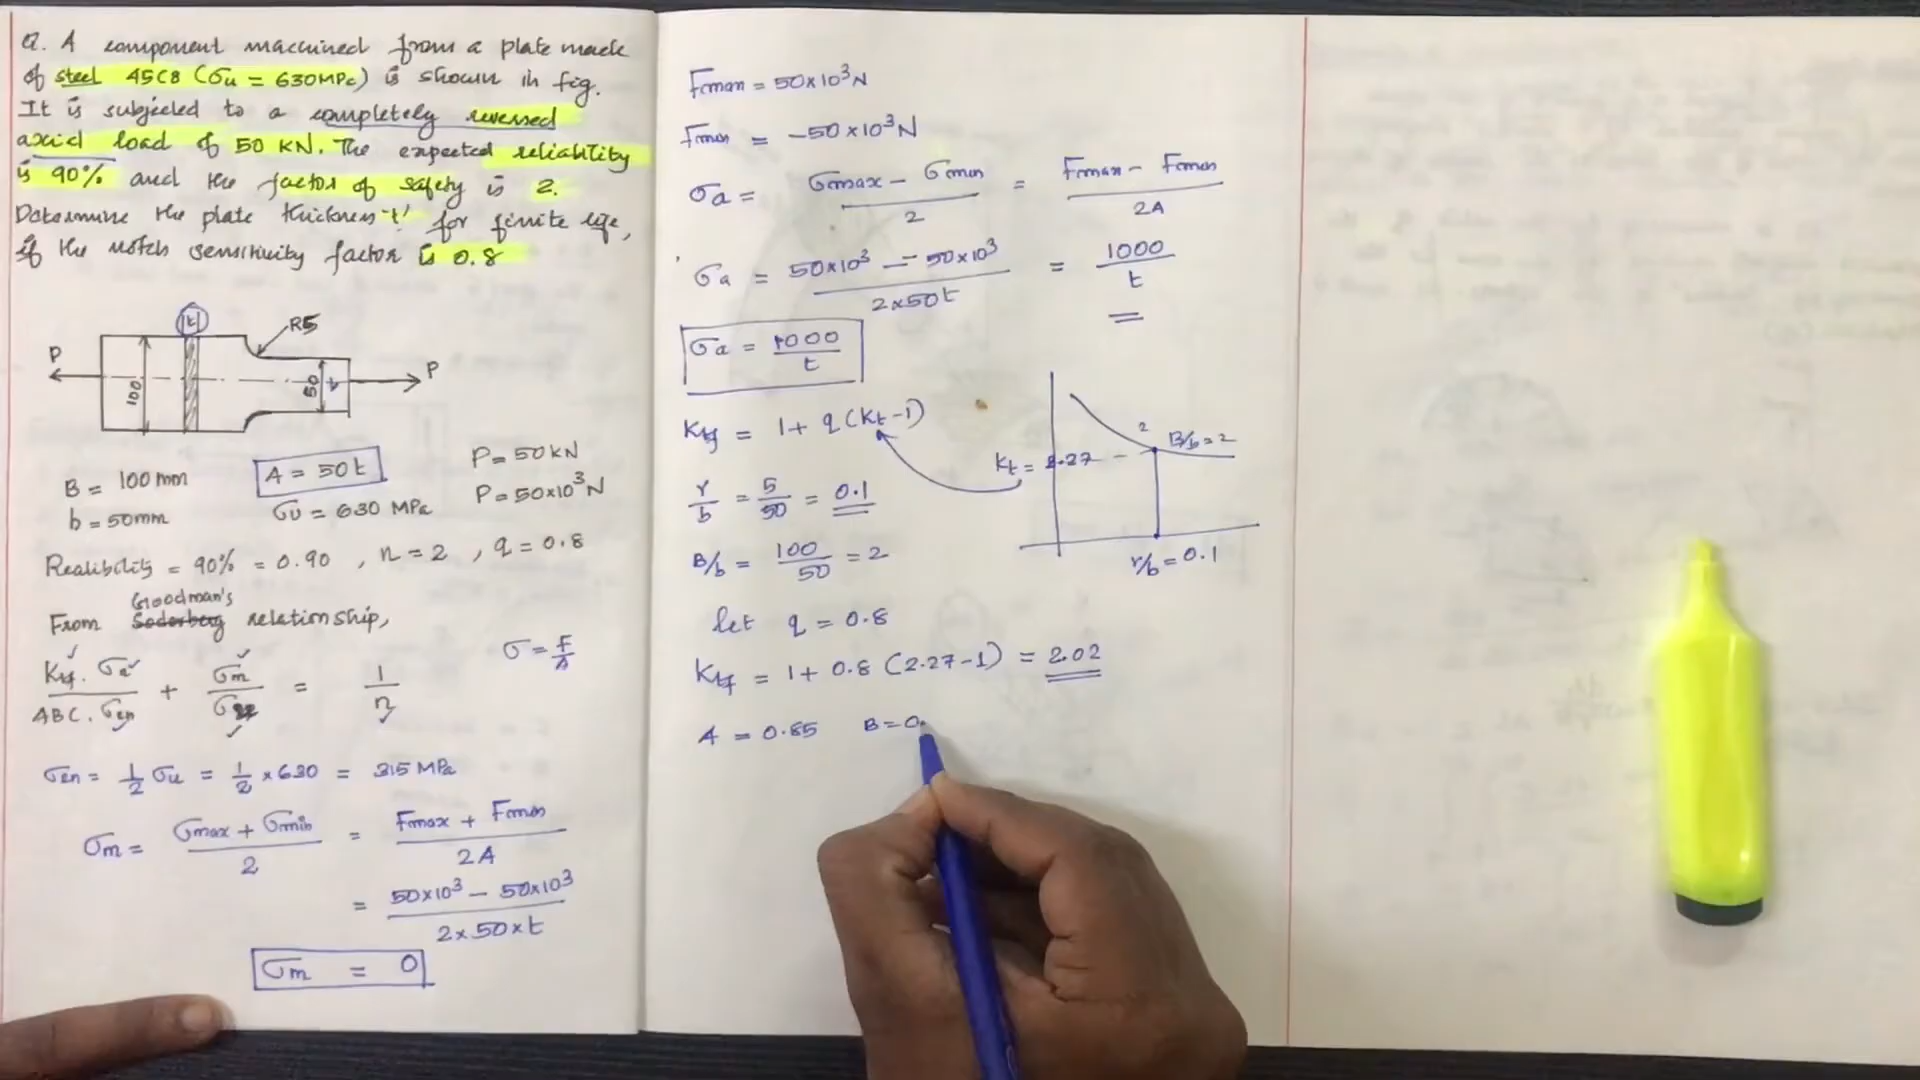 Q. A component machined from a plate made
of steel 45C8 (σu = 630MPa) is shown in fig.
It is subjected to a completely reversed
axial load of 50 KN. The expected reliability
is 90% and the factor of safety is 2.
Determine the plate thickness 't' for finite life,
if the notch sensitivity factor is 0.8
|t|
R5
P
100
50
t
P
B = 100 mm
b = 50mm
A = 50t
σu = 630 MPa
P = 50 KN
P = 50×10³N
Realibility = 90% = 0.90 , n = 2 , q = 0.8
Goodman's
From Soderberg relationship,
σ = F/A
Ktf. σa / ABC. σen + σm / σu = 1/n
σen = 1/2 σu = 1/2 × 630 = 315 MPa
σm = σmax + σmin / 2 = Fmax + Fmin / 2A
= 50×10³ - 50×10³ / 2×50×t
σm = 0
Fmax = 50×10³N
Fmin = -50×10³N
σa = σmax - σmin / 2 = Fmax - Fmin / 2A
σa = 50×10³ - - 50×10³ / 2×50t = 1000 / t
σa = 1000 / t
Ktf = 1 + q (kt - 1)
r/b = 5/50 = 0.1
B/b = 100/50 = 2
2
B/b = 2
kt = 2.27
r/b = 0.1
let q = 0.8
Ktf = 1 + 0.8 (2.27-1) = 2.02
A = 0.85 B = 0.